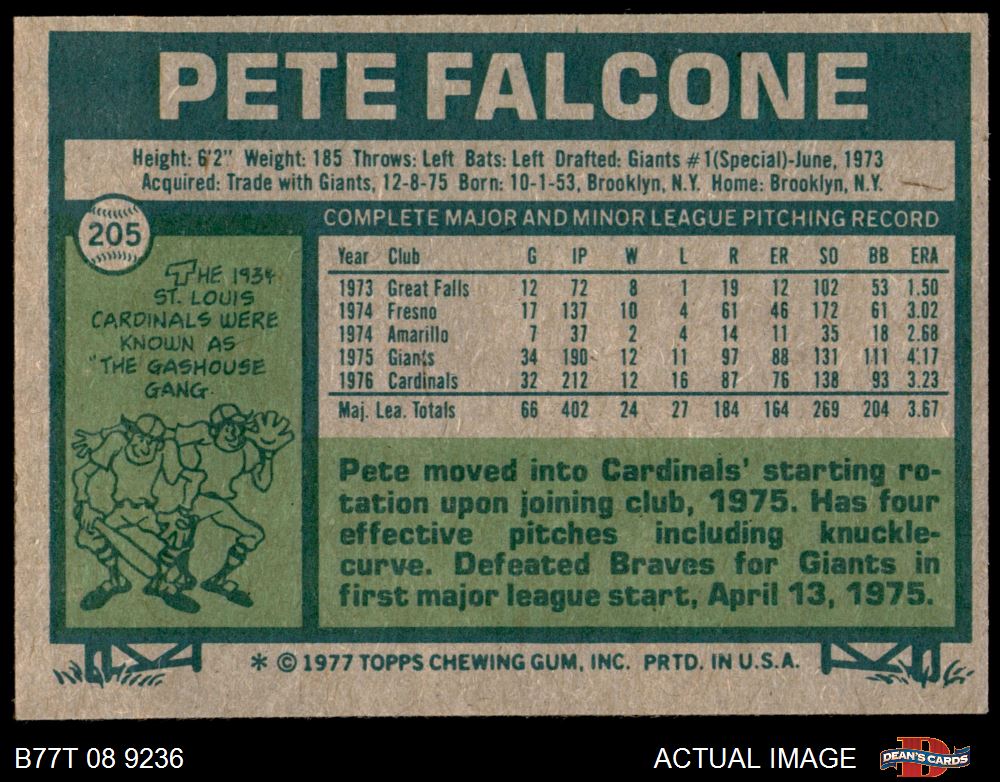 PETE FALCONE
Height: 6'2" Weight: 185 Throws: Left Bats: Left Drafted: Giants #1(Special)-June, 1973
Acquired: Trade with Giants, 12-8-75 Born: 10-1-53, Brooklyn, N.Y. Home: Brooklyn, N.Y.
205
THE 1934
ST. LOUIS
CARDINALS WERE
KNOWN AS
"THE GASHOUSE
GANG.
COMPLETE MAJOR AND MINOR LEAGUE PITCHING RECORD
Year Club G IP W L R ER SO BB ERA
1973 Great Falls 12 72 8 1 19 12 102 53 1.50
1974 Fresno 17 137 10 4 61 46 172 61 3.02
1974 Amarillo 7 37 2 4 14 11 35 18 2.68
1975 Giants 34 190 12 11 97 88 131 111 4.17
1976 Cardinals 32 212 12 16 87 76 138 93 3.23
Maj. Lea. Totals 66 402 24 27 184 164 269 204 3.67
Pete moved into Cardinals' starting ro-
tation upon joining club, 1975. Has four
effective pitches including knuckle-
curve. Defeated Braves for Giants in
first major league start, April 13, 1975.
* © 1977 TOPPS CHEWING GUM, INC. PRTD. IN U.S.A.
B77T 08 9236
ACTUAL IMAGE
DEAN'S CARDS